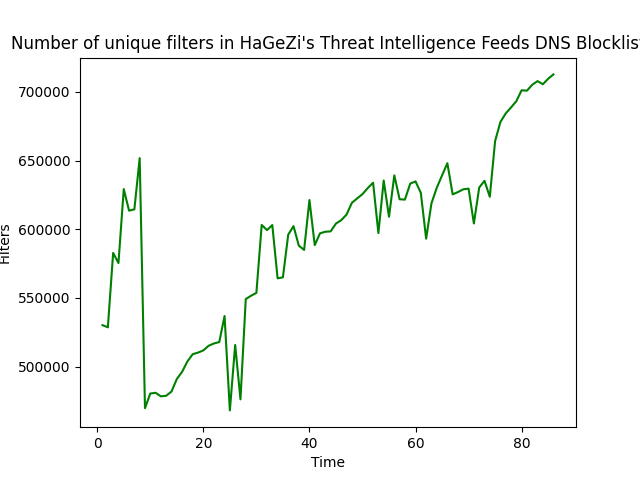 Number of unique filters in HaGeZi's Threat Intelligence Feeds DNS Blocklist
700000
650000
600000
550000
500000
Filters
0 20 40 60 80
Time